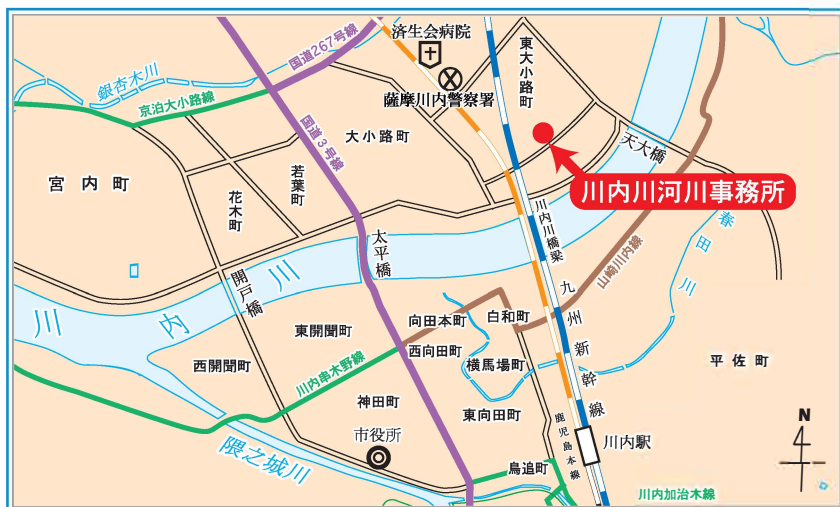 済生会病院
国道267号線
東大小路町
銀杏木川
京泊大小路線
薩摩川内警察署
国道3号線
大小路町
天大橋
宮内町
若葉町
花木町
川内川河川事務所
川内川橋梁
春田川
太平橋
開戸橋
山崎川内線
川内川
九州新幹線
白和町
向田本町
東開聞町
西向田町
横馬場町
平佐町
西開聞町
川内串木野線
神田町
東向田町
鹿児島本線
市役所
川内駅
N
隈之城川
鳥追町
川内加治木線